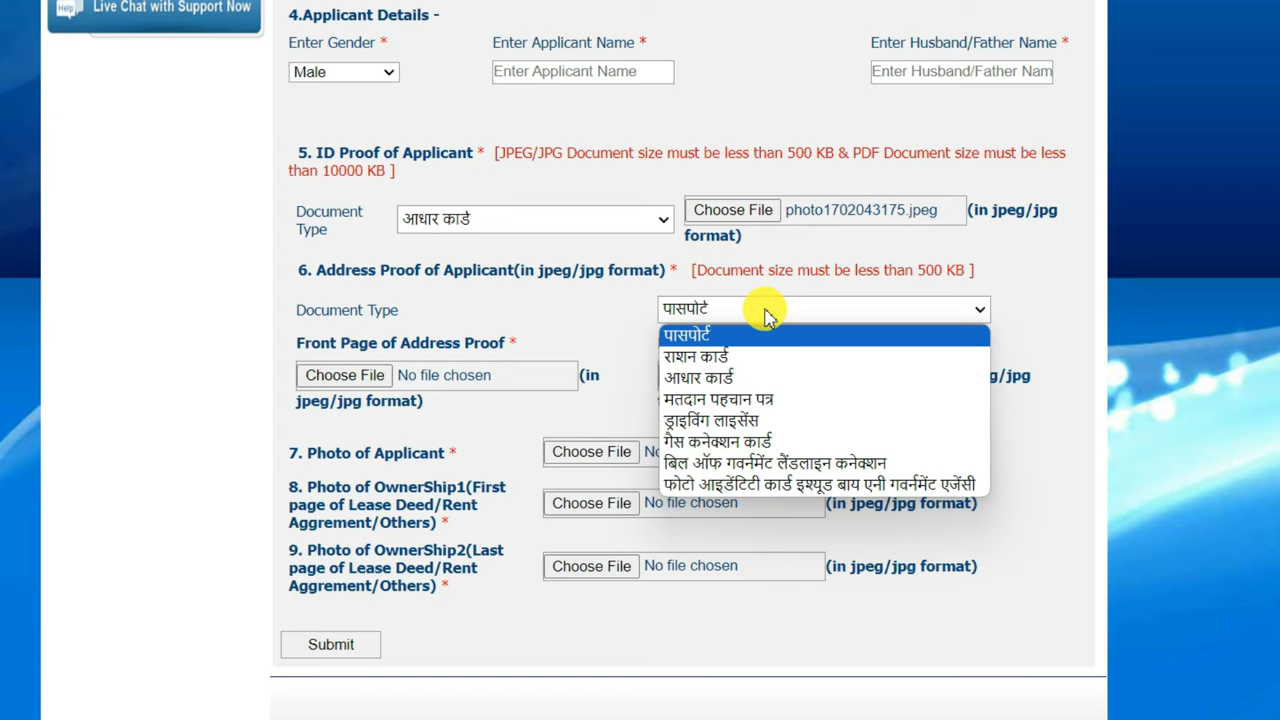 Live Chat with Support Now
Help
4.Applicant Details -
Enter Gender *
Enter Applicant Name *
Enter Husband/Father Name *
Male
Enter Applicant Name
Enter Husband/Father Nam
5. ID Proof of Applicant * [JPEG/JPG Document size must be less than 500 KB & PDF Document size must be less
than 10000 KB ]
Document
Type
आधार कार्ड
Choose File photo1702043175.jpeg (in jpeg/jpg
format)
6. Address Proof of Applicant(in jpeg/jpg format) * [Document size must be less than 500 KB ]
Document Type
पासपोर्ट
पासपोर्ट
राशन कार्ड
आधार कार्ड
मतदान पहचान पत्र
ड्राइविंग लाइसेंस
गैस कनेक्शन कार्ड
बिल ऑफ गवर्नमेंट लैंडलाइन कनेक्शन
फोटो आइडेंटिटी कार्ड इश्यूड बाय एनी गवर्नमेंट एजेंसी
Front Page of Address Proof *
Choose File No file chosen (in
jpeg/jpg format)
g/jpg
7. Photo of Applicant *
Choose File
8. Photo of OwnerShip1(First
page of Lease Deed/Rent
Aggrement/Others) *
Choose File No file chosen (in jpeg/jpg format)
9. Photo of OwnerShip2(Last
page of Lease Deed/Rent
Aggrement/Others) *
Choose File No file chosen (in jpeg/jpg format)
Submit